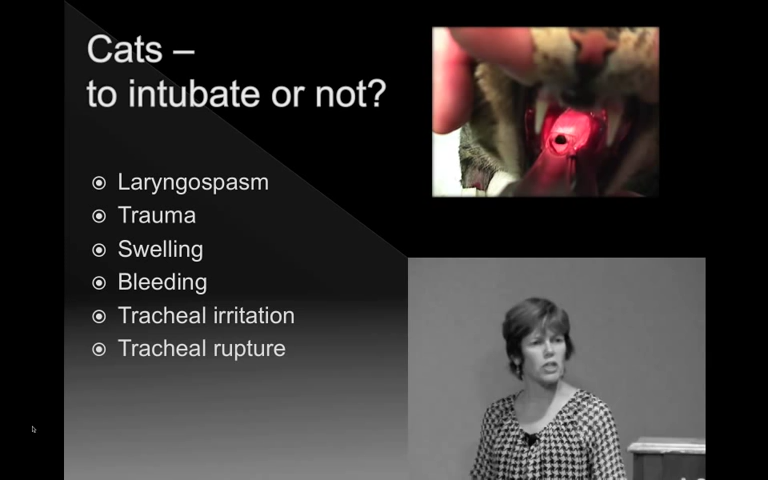 Cats –
to intubate or not?
Laryngospasm
Trauma
Swelling
Bleeding
Tracheal irritation
Tracheal rupture